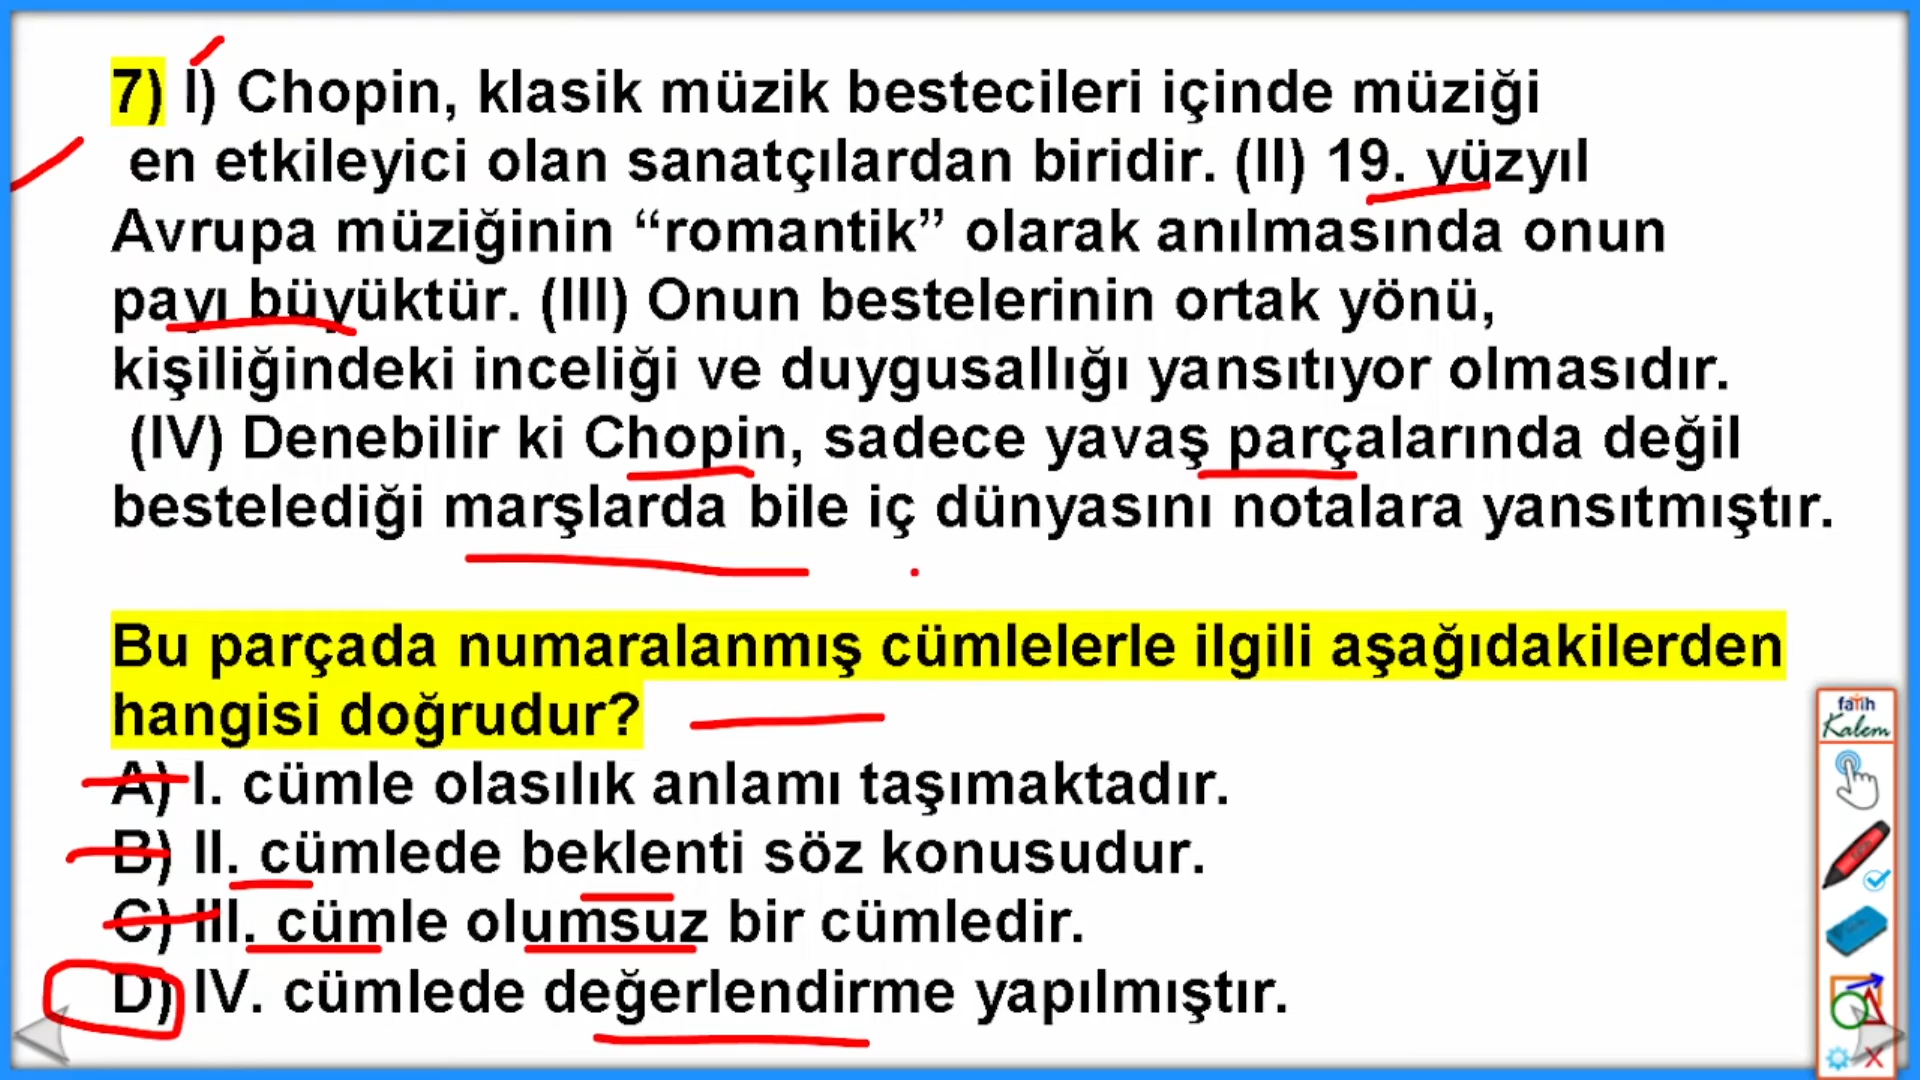 7) I) Chopin, klasik müzik bestecileri içinde müziği
en etkileyici olan sanatçılardan biridir. (II) 19. yüzyıl
Avrupa müziğinin “romantik” olarak anılmasında onun
payı büyüktür. (III) Onun bestelerinin ortak yönü,
kişiliğindeki inceliği ve duygusallığı yansıtıyor olmasıdır.
(IV) Denebilir ki Chopin, sadece yavaş parçalarında değil
bestelediği marşlarda bile iç dünyasını notalara yansıtmıştır.
Bu parçada numaralanmış cümlelerle ilgili aşağıdakilerden
hangisi doğrudur?
A) I. cümle olasılık anlamı taşımaktadır.
B) II. cümlede beklenti söz konusudur.
C) III. cümle olumsuz bir cümledir.
D) IV. cümlede değerlendirme yapılmıştır.
fatih
Kalem